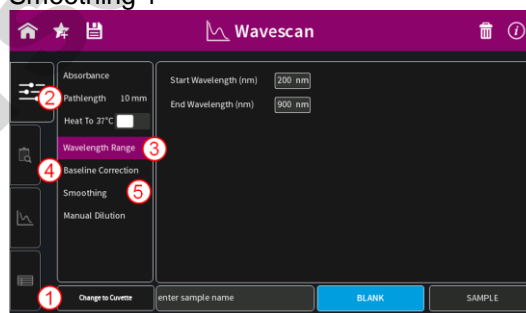 Smoothing 1
Wavescan
Absorbance
Pathlength 10 mm
Heat To 37°C
Wavelength Range
Baseline Correction
Smoothing
Manual Dilution
Start Wavelength (nm) 200 nm
End Wavelength (nm) 900 nm
2
3
4
5
1
Change to Cuvette
enter sample name
BLANK
SAMPLE